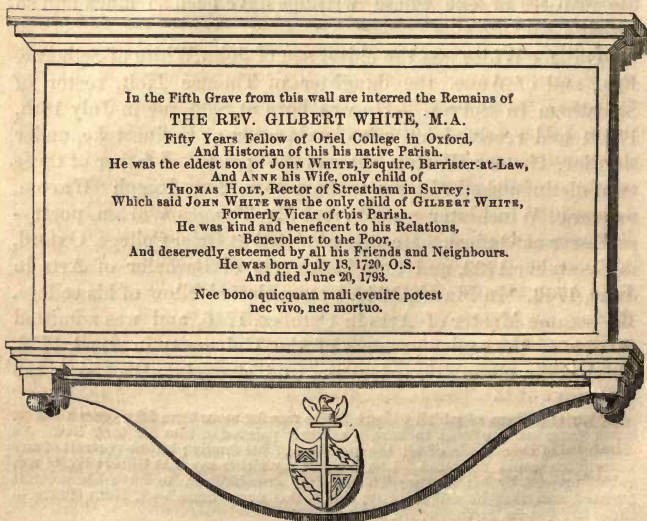 In the Fifth Grave from this wall are interred the Remains of
THE REV. GILBERT WHITE, M.A.
Fifty Years Fellow of Oriel College in Oxford,
And Historian of this his native Parish.
He was the eldest son of JOHN WHITE, Esquire, Barrister-at-Law,
And ANNE his Wife, only child of
THOMAS HOLT, Rector of Streatham in Surrey;
Which said JOHN WHITE was the only child of GILBERT WHITE,
Formerly Vicar of this Parish.
He was kind and beneficent to his Relations,
Benevolent to the Poor,
And deservedly esteemed by all his Friends and Neighbours.
He was born July 18, 1720, O.S.
And died June 20, 1793.
Nec bono quicquam mali evenire potest
nec vivo, nec mortuo.